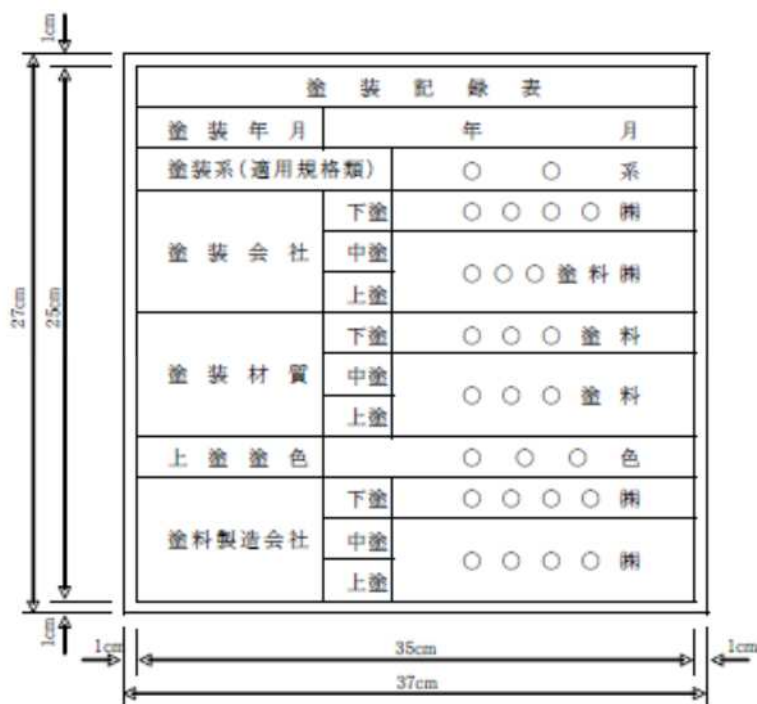 1cm
塗装記録表
塗装年月 年 月
塗装系(適用規格類) ○ ○ 系
塗装会社 下塗 ○○○○㈱
中塗
○○○塗料㈱
上塗
塗装材質 下塗 ○○○塗料
中塗
○○○塗料
上塗
上塗塗色 ○○○色
塗料製造会社 下塗 ○○○○㈱
中塗
○○○○㈱
上塗
27cm
25cm
1cm
1cm 35cm 1cm
37cm